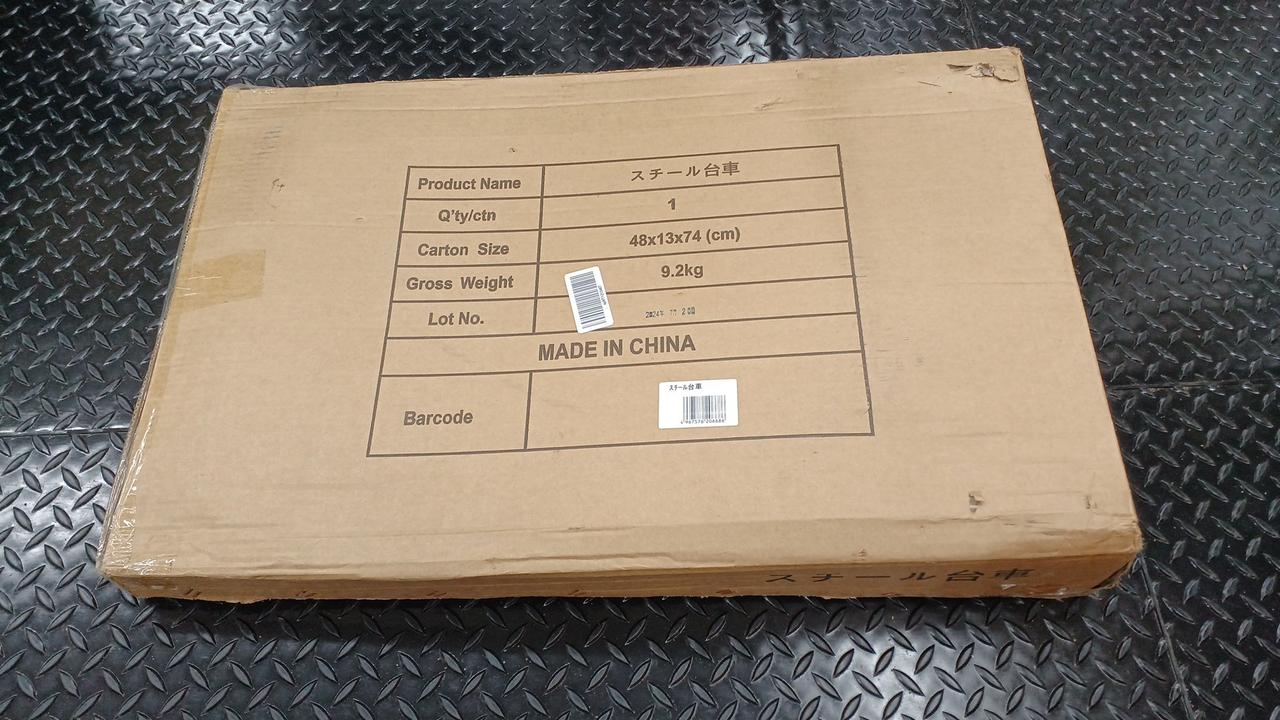 Product Name スチール台車
Q'ty/ctn 1
Carton Size 48x13x74 (cm)
Gross Weight 9.2kg
Lot No.
MADE IN CHINA
Barcode
スチール台車
スチール台車